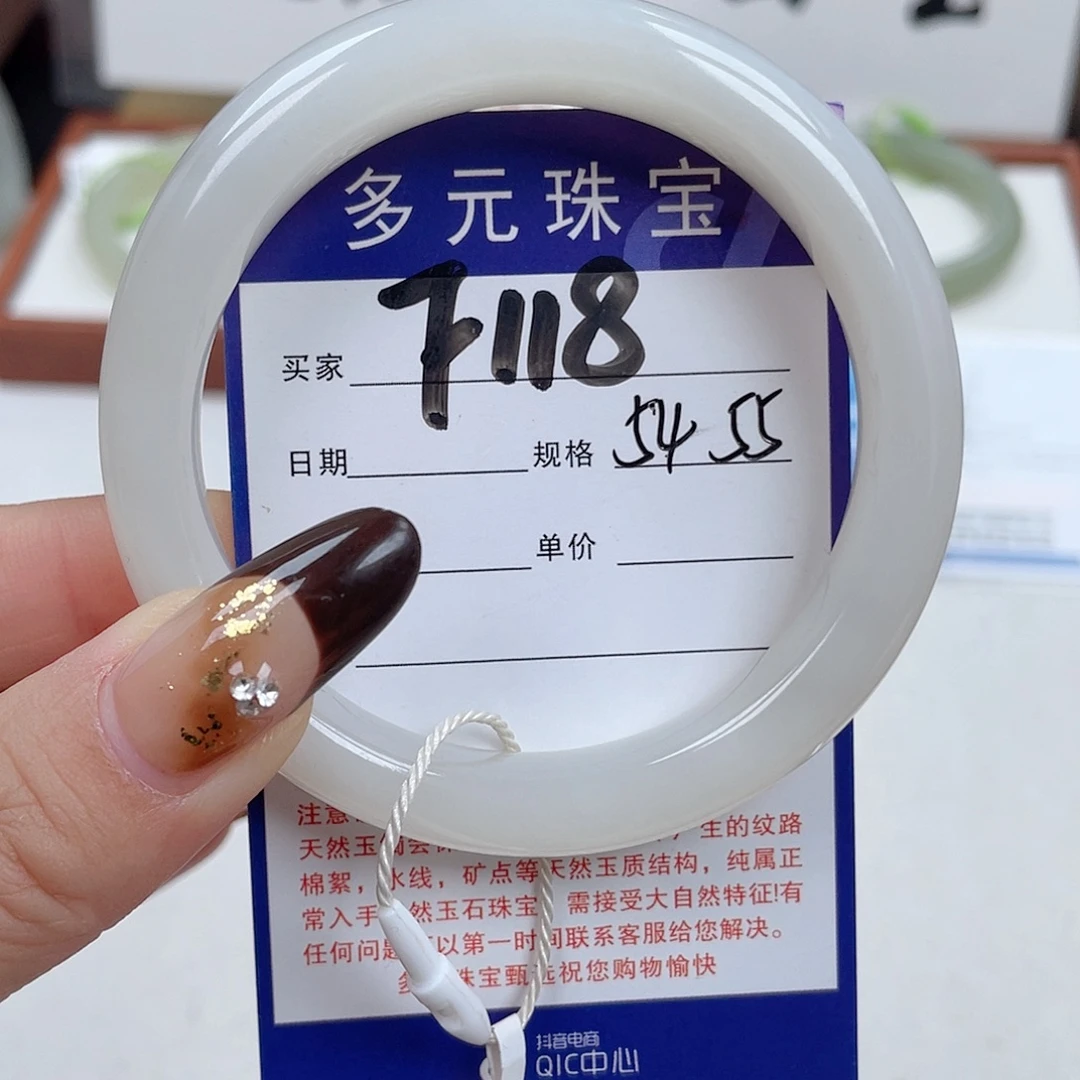 多元珠宝
7118
买家
54 55
日期 规格
单价
注意
生的纹路
天然玉
棉絮，水线，矿点等天然玉质结构，纯属正
常入手 然玉石珠宝 需接受大自然特征!有
任何问 以第一时间联系客服给您解决。
珠宝甄选祝您购物愉快
抖音电商
QIC中心